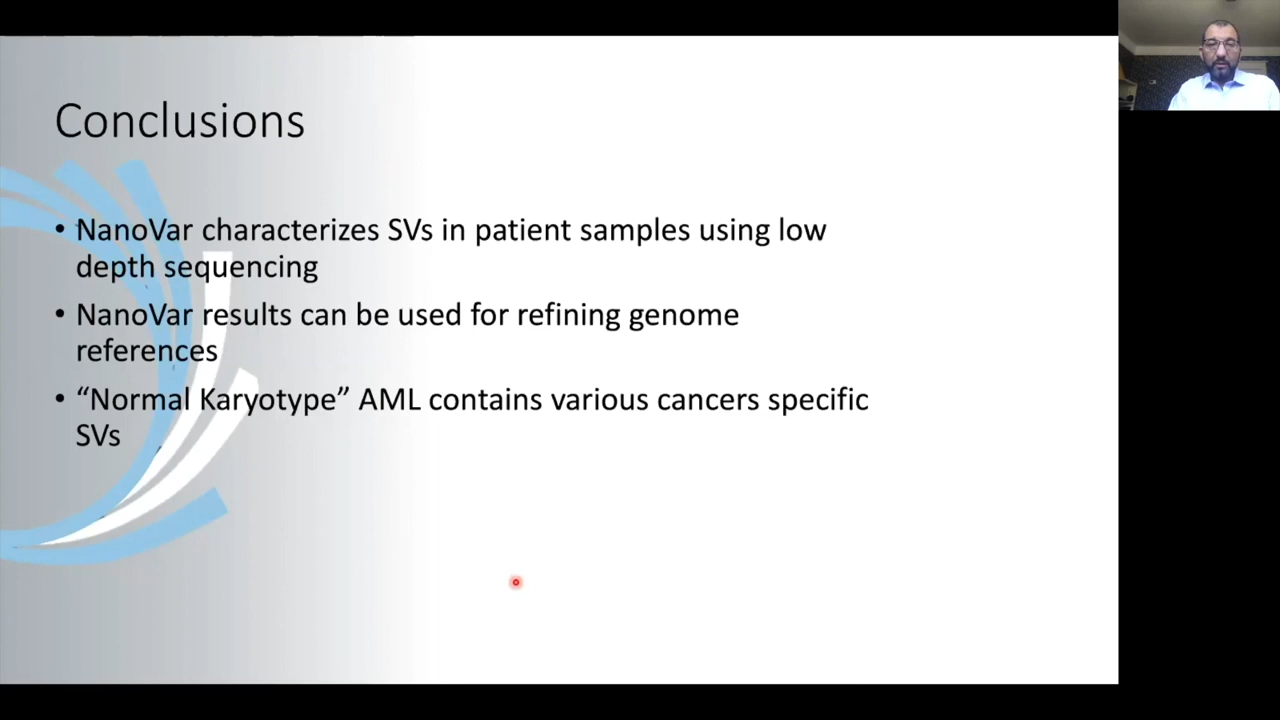 Conclusions
• NanoVar characterizes SVs in patient samples using low
depth sequencing
• NanoVar results can be used for refining genome
references
• “Normal Karyotype” AML contains various cancers specific
SVs